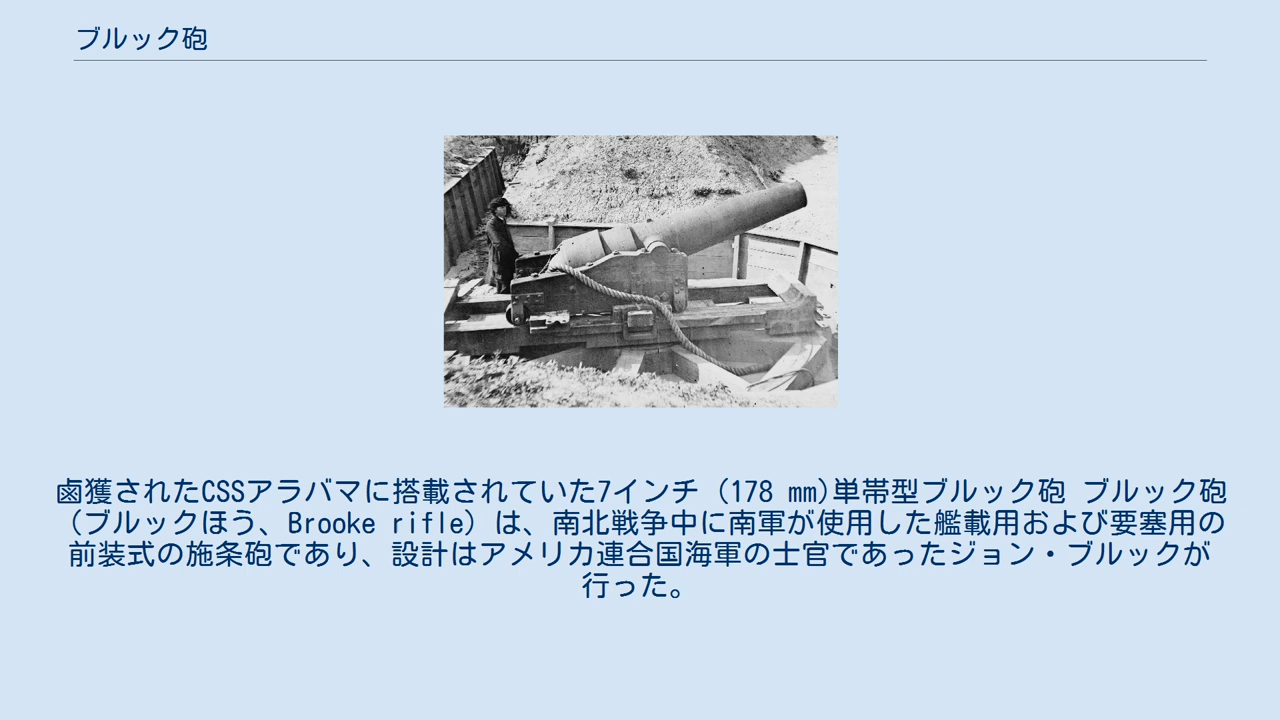 ブルック砲
鹵獲されたCSSアラバマに搭載されていた7インチ (178 mm)単帯型ブルック砲 ブルック砲
(ブルックほう、Brooke rifle) は、南北戦争中に南軍が使用した艦載用および要塞用の
前装式の施条砲であり、設計はアメリカ連合国海軍の士官であったジョン・ブルックが
行った。